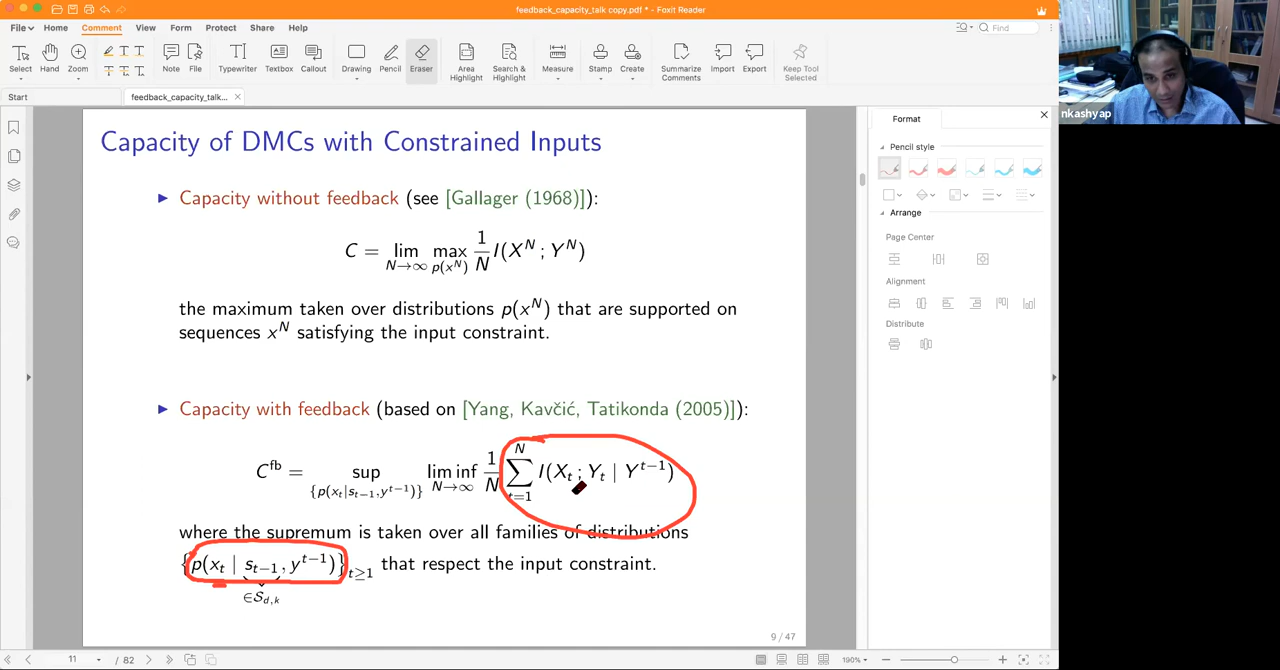 feedback_capacity_talk copy.pdf * - Foxit Reader
File Home Comment View Form Protect Share Help
Find
Select Hand Zoom Note File Typewriter Textbox Callout Drawing Pencil Eraser Area Highlight Search & Highlight Measure Stamp Create Summarize Comments Import Export Keep Tool Selected
Start feedback_capacity_talk... ×
nkashyap
Format
Pencil style
Arrange
Page Center
Alignment
Distribute
Capacity of DMCs with Constrained Inputs
▶ Capacity without feedback (see [Gallager (1968)]):
C = lim_{N→∞} max_{p(x^N)} 1/N I(X^N ; Y^N)
the maximum taken over distributions p(x^N) that are supported on
sequences x^N satisfying the input constraint.
▶ Capacity with feedback (based on [Yang, Kavčić, Tatikonda (2005)]):
C^fb = sup_{{p(x_t|s_{t−1},y^{t−1})}} lim inf_{N→∞} 1/N ∑_{t=1}^{N} I(X_t ; Y_t | Y^{t−1})
where the supremum is taken over all families of distributions
{p(x_t | s_{t−1}, y^{t−1})}_{t≥1} that respect the input constraint.
∈S_{d,k}
9 / 47
11 / 82 190%